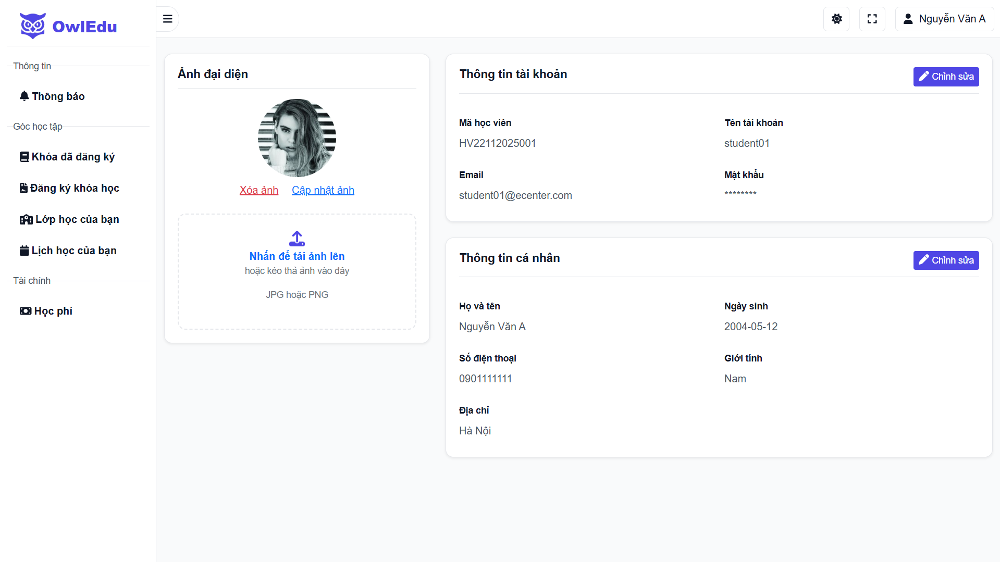 OwlEdu
Thông tin
Thông báo
Góc học tập
Khóa đã đăng ký
Đăng ký khóa học
Lớp học của bạn
Lịch học của bạn
Tài chính
Học phí
Nguyễn Văn A
Ảnh đại diện
Xóa ảnh Cập nhật ảnh
Nhấn để tải ảnh lên
hoặc kéo thả ảnh vào đây
JPG hoặc PNG
Thông tin tài khoản
Chỉnh sửa
Mã học viên
HV22112025001
Tên tài khoản
student01
Email
student01@ecenter.com
Mật khẩu
********
Thông tin cá nhân
Chỉnh sửa
Họ và tên
Nguyễn Văn A
Ngày sinh
2004-05-12
Số điện thoại
0901111111
Giới tính
Nam
Địa chỉ
Hà Nội